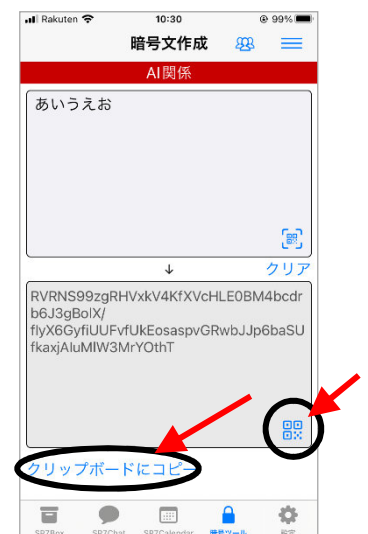 Rakuten 10:30 99%
暗号文作成
AI関係
あいうえお
↓ クリア
RVRNS99zgRHVxkV4KfXVcHLE0BM4bcdr
b6J3gBolX/
flyX6GyfiUUFvfUkEosaspvGRwbJJp6baSU
fkaxjAluMIW3MrYOthT
クリップボードにコピー
SPZBox SPZChat SPZCalendar 暗号ツール 設定